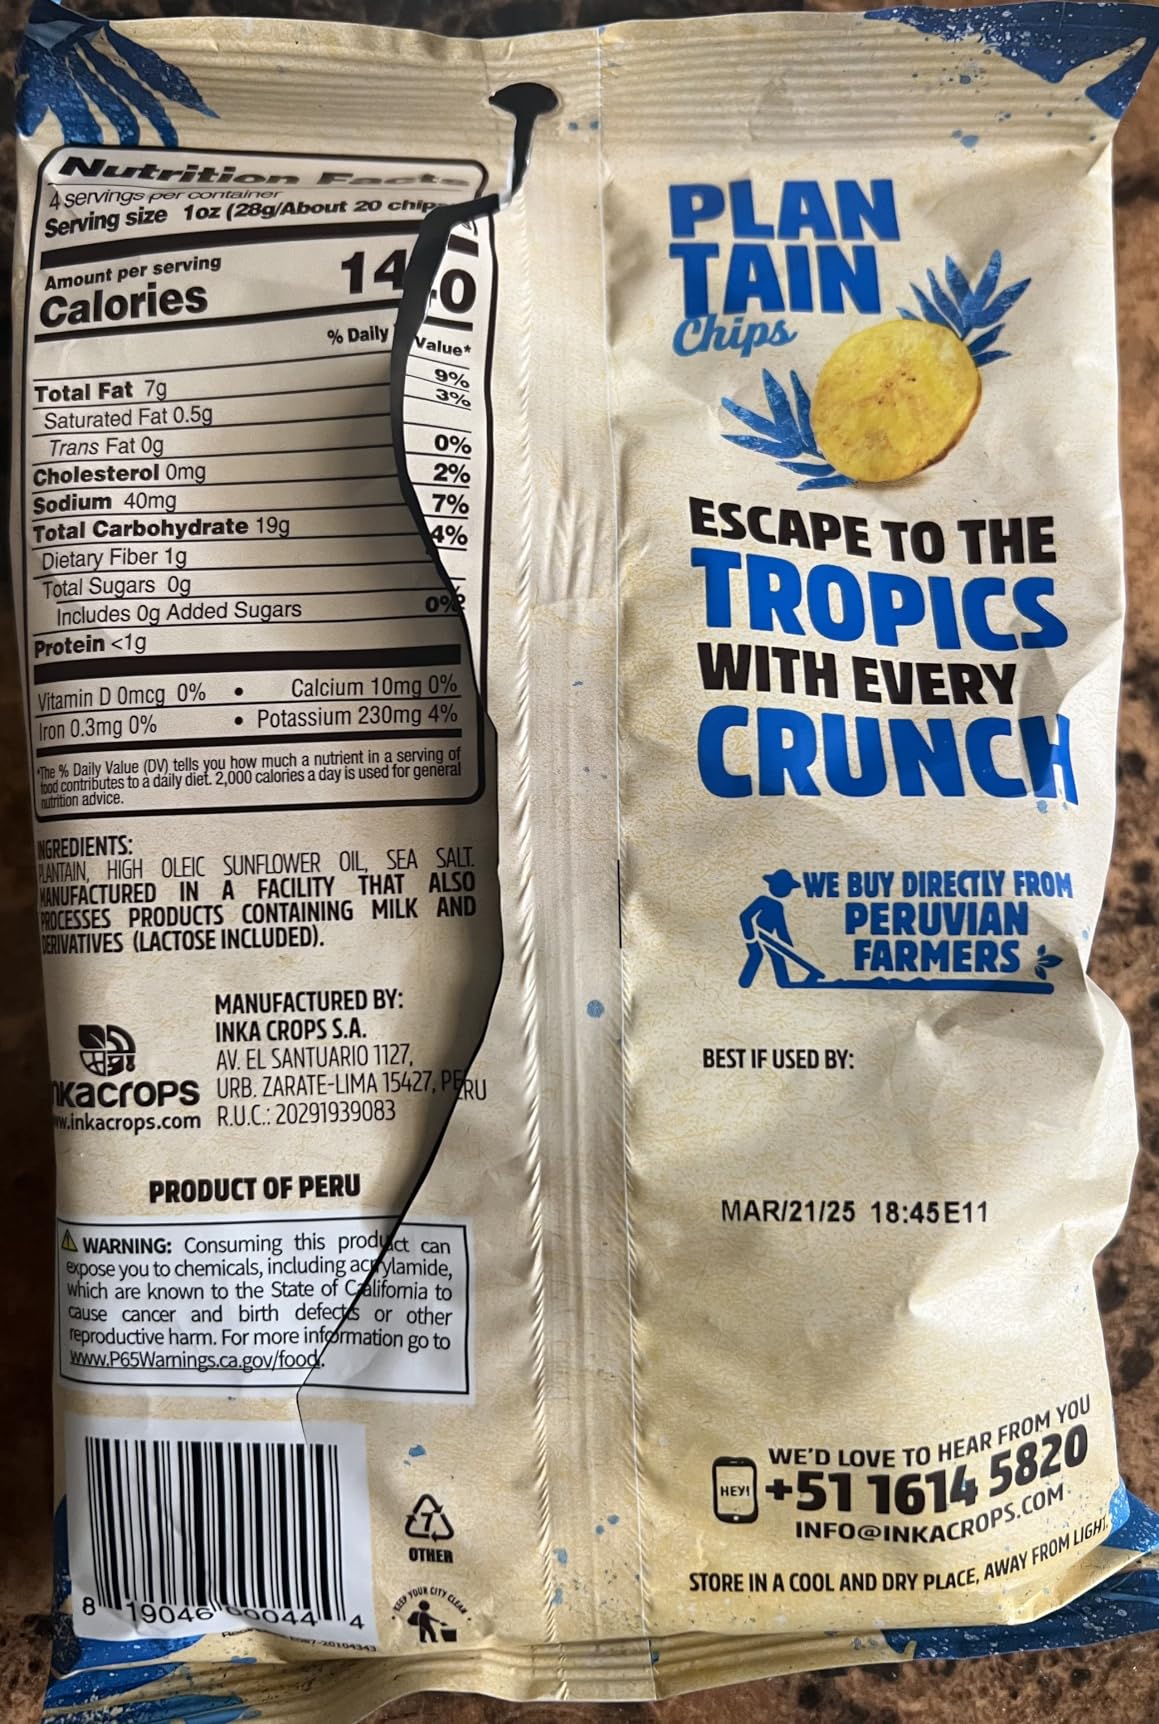 Nutrition Facts
4 servings per container
Serving size 1oz (28g/About 20 chips
Amount per serving
Calories 140
% Daily Value*
Total Fat 7g 9%
Saturated Fat 0.5g 3%
Trans Fat 0g
Cholesterol 0mg 0%
Sodium 40mg 2%
Total Carbohydrate 19g 7%
Dietary Fiber 1g 4%
Total Sugars 0g
Includes 0g Added Sugars 0%
Protein <1g
Vitamin D 0mcg 0% • Calcium 10mg 0%
Iron 0.3mg 0% • Potassium 230mg 4%
*The % Daily Value (DV) tells you how much a nutrient in a serving of
food contributes to a daily diet. 2,000 calories a day is used for general
nutrition advice.
INGREDIENTS:
PLANTAIN, HIGH OLEIC SUNFLOWER OIL, SEA SALT.
MANUFACTURED IN A FACILITY THAT ALSO
PROCESSES PRODUCTS CONTAINING MILK AND
DERIVATIVES (LACTOSE INCLUDED).
MANUFACTURED BY:
INKA CROPS S.A.
AV. EL SANTUARIO 1127,
URB. ZARATE-LIMA 15427, PERU
R.U.C.: 20291939083
inkacrops
www.inkacrops.com
PRODUCT OF PERU
WARNING: Consuming this product can
expose you to chemicals, including acrylamide,
which are known to the State of California to
cause cancer and birth defects or other
reproductive harm. For more information go to
www.P65Warnings.ca.gov/food.
8 19046 00044 4
7
OTHER
KEEP YOUR CITY CLEAN
PLAN
TAIN
Chips
ESCAPE TO THE
TROPICS
WITH EVERY
CRUNCH
WE BUY DIRECTLY FROM
PERUVIAN
FARMERS
BEST IF USED BY:
MAR/21/25 18:45E11
WE'D LOVE TO HEAR FROM YOU
HEY!
+51 1614 5820
INFO@INKACROPS.COM
STORE IN A COOL AND DRY PLACE, AWAY FROM LIGHT.